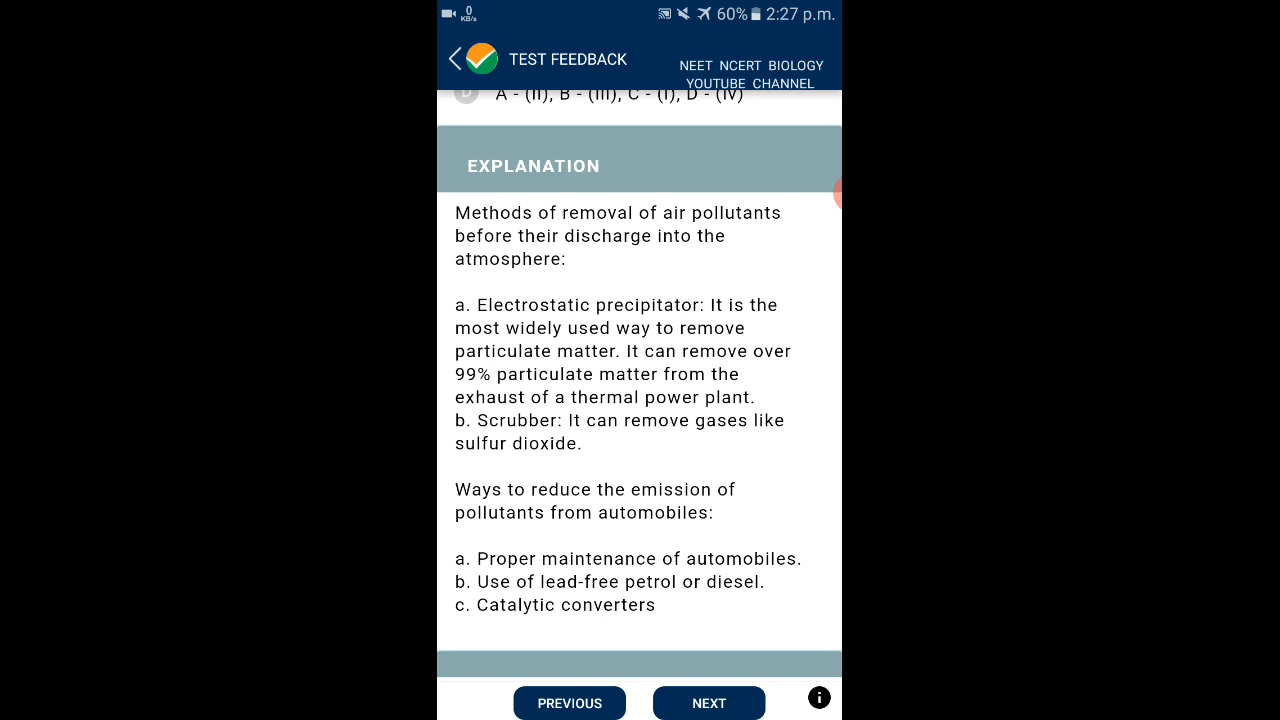 0
KB/s
60% 2:27 p.m.
TEST FEEDBACK
NEET NCERT BIOLOGY
YOUTUBE CHANNEL
D A - (II), B - (III), C - (I), D - (IV)
EXPLANATION
Methods of removal of air pollutants
before their discharge into the
atmosphere:
a. Electrostatic precipitator: It is the
most widely used way to remove
particulate matter. It can remove over
99% particulate matter from the
exhaust of a thermal power plant.
b. Scrubber: It can remove gases like
sulfur dioxide.
Ways to reduce the emission of
pollutants from automobiles:
a. Proper maintenance of automobiles.
b. Use of lead-free petrol or diesel.
c. Catalytic converters
PREVIOUS
NEXT
i